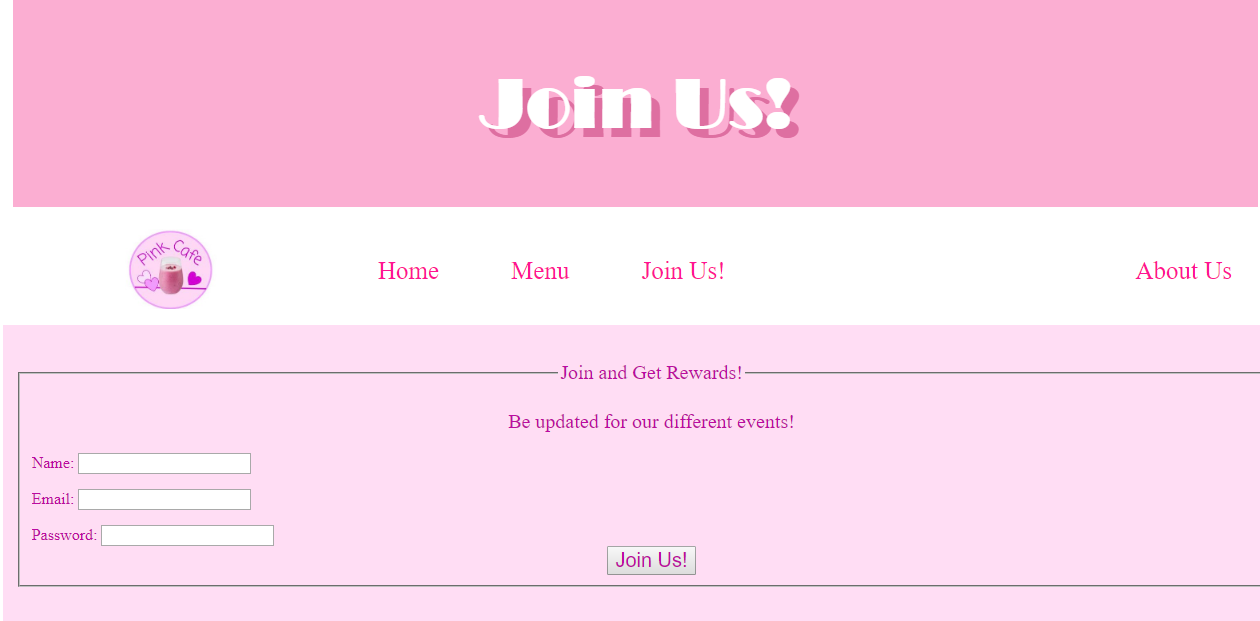 Join Us!
Pink Cafe
Home Menu Join Us! About Us
Join and Get Rewards!
Be updated for our different events!
Name:
Email:
Password:
Join Us!